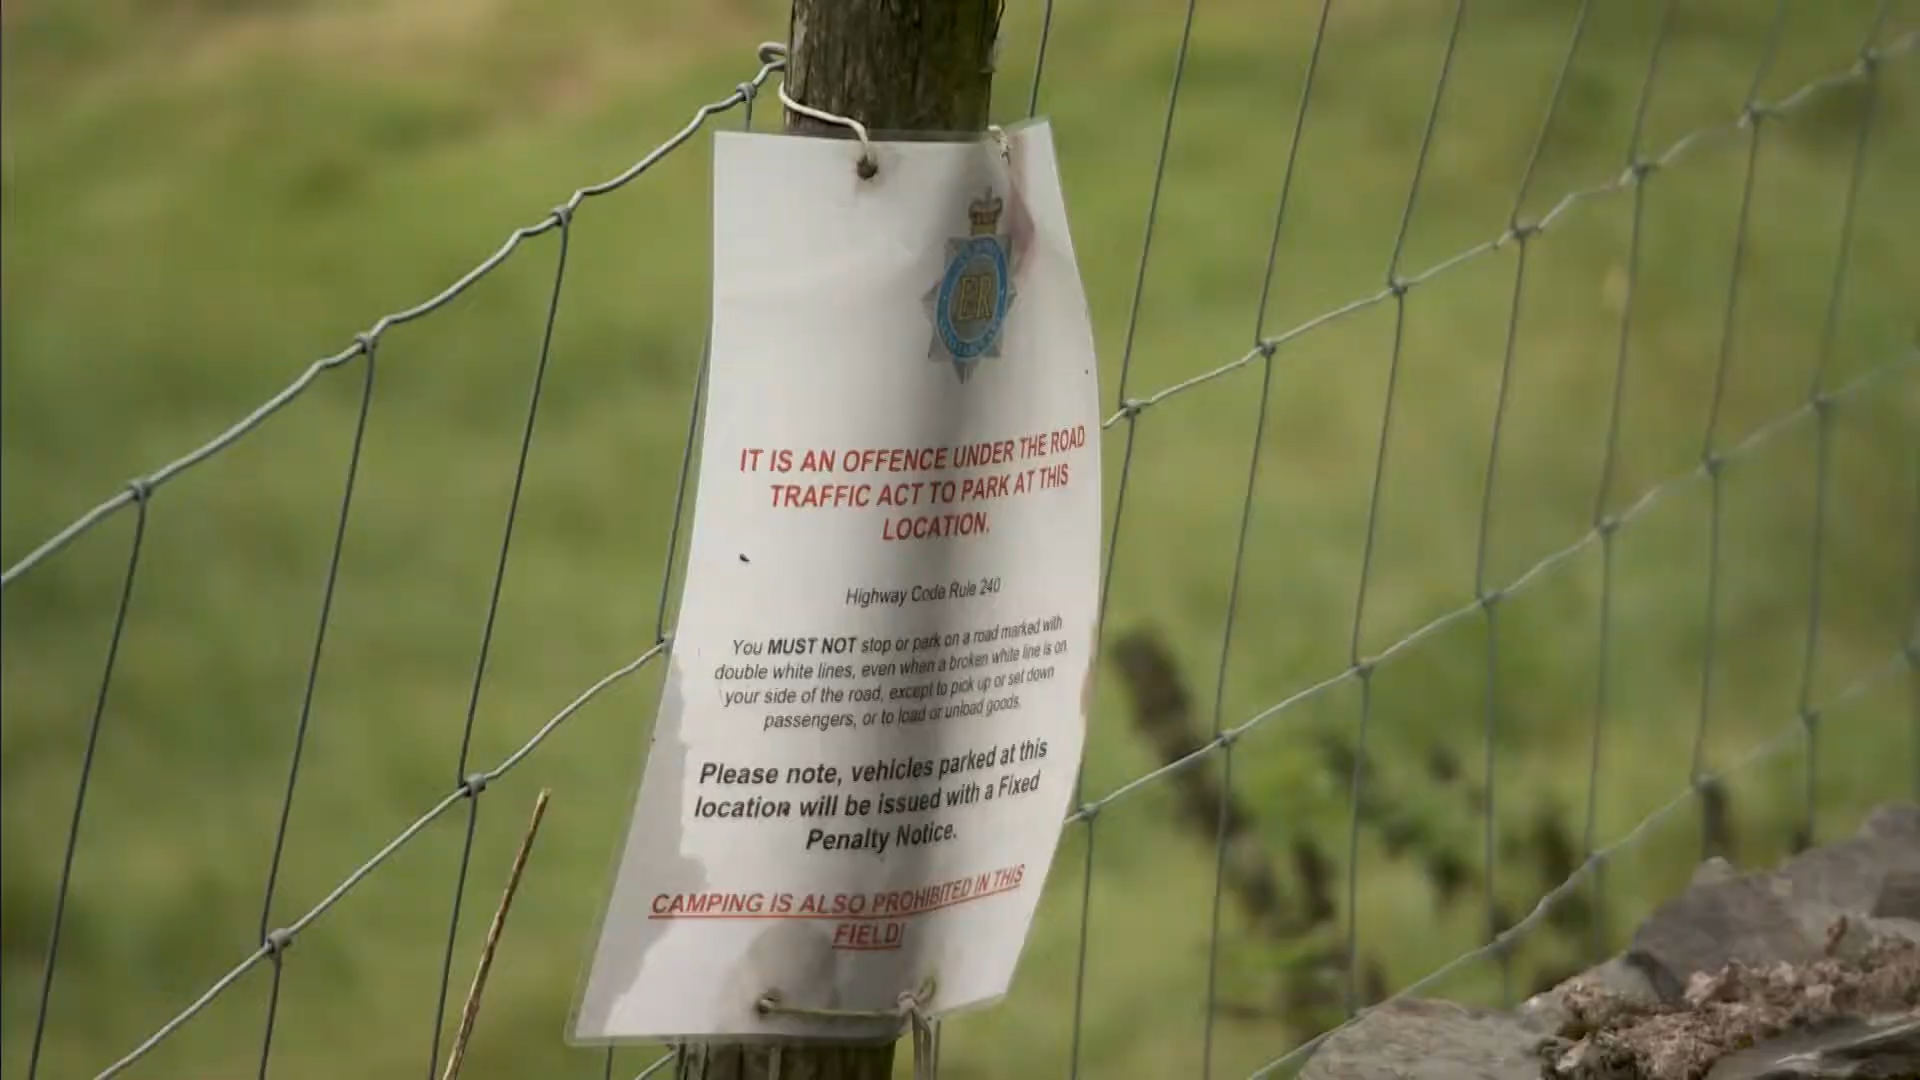 ER
IT IS AN OFFENCE UNDER THE ROAD
TRAFFIC ACT TO PARK AT THIS
LOCATION.
Highway Code Rule 240
You MUST NOT stop or park on a road marked with
double white lines, even when a broken white line is on
your side of the road, except to pick up or set down
passengers, or to load or unload goods.
Please note, vehicles parked at this
location will be issued with a Fixed
Penalty Notice.
CAMPING IS ALSO PROHIBITED IN THIS
FIELD!